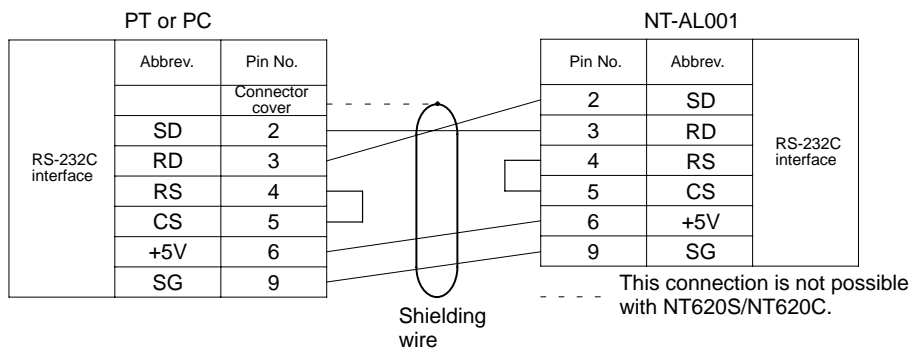 PT or PC
NT-AL001
Abbrev. Pin No.
Connector
cover
SD 2
RD 3
RS 4
CS 5
+5V 6
SG 9
RS-232C
interface
Pin No. Abbrev.
2 SD
3 RD
4 RS
5 CS
6 +5V
9 SG
RS-232C
interface
Shielding
wire
This connection is not possible
with NT620S/NT620C.